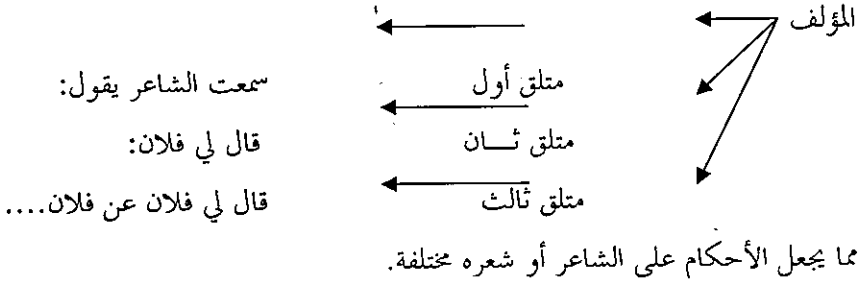 المؤلف
متلق أول سمعت الشاعر يقول:
متلق ثـــان قال لي فلان:
متلق ثالث قال لي فلان عن فلان....
مما يجعل الأحكام على الشاعر أو شعره مختلفة.